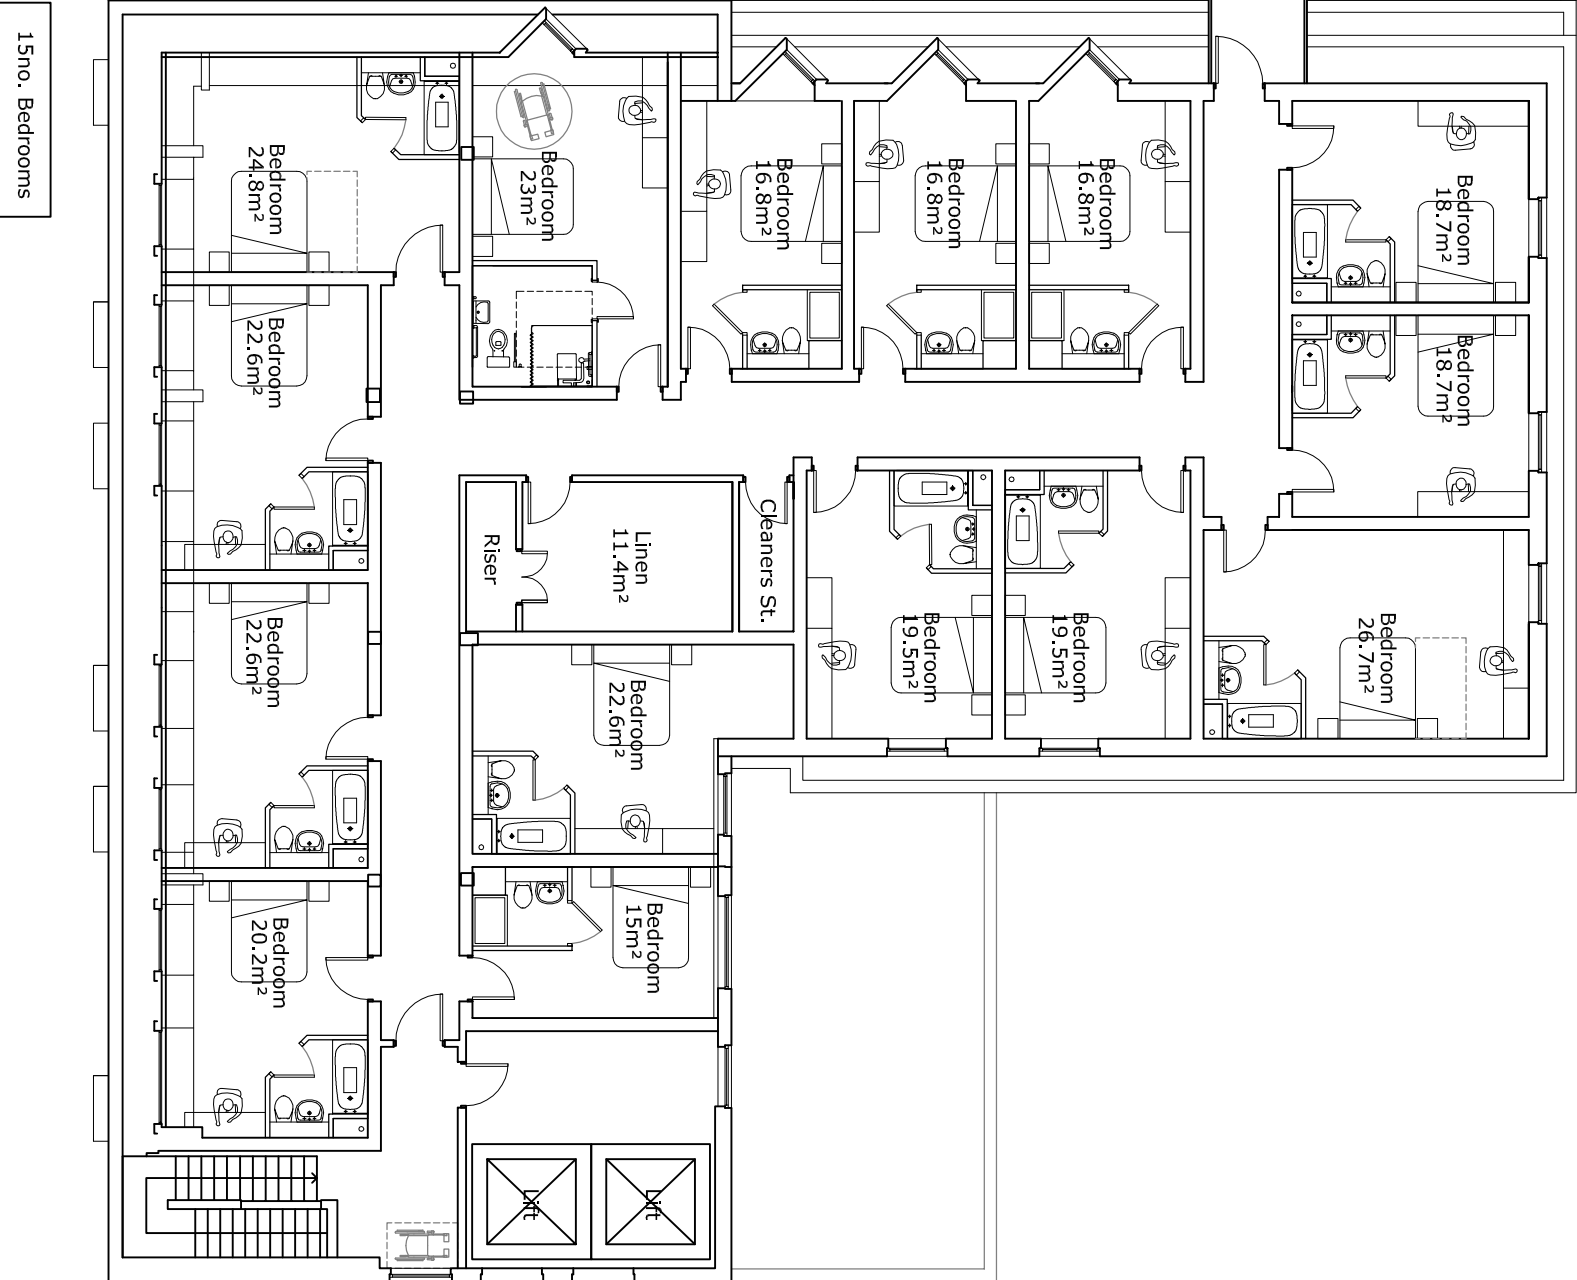 15no. Bedrooms
Bedroom
24.8m²
Bedroom
23m²
Bedroom
16.8m²
Bedroom
16.8m²
Bedroom
16.8m²
Bedroom
18.7m²
Bedroom
22.6m²
Bedroom
18.7m²
Riser
Linen
11.4m²
Cleaners St.
Bedroom
19.5m²
Bedroom
19.5m²
Bedroom
26.7m²
Bedroom
22.6m²
Bedroom
22.6m²
Bedroom
20.2m²
Bedroom
15m²
Lift
Lift